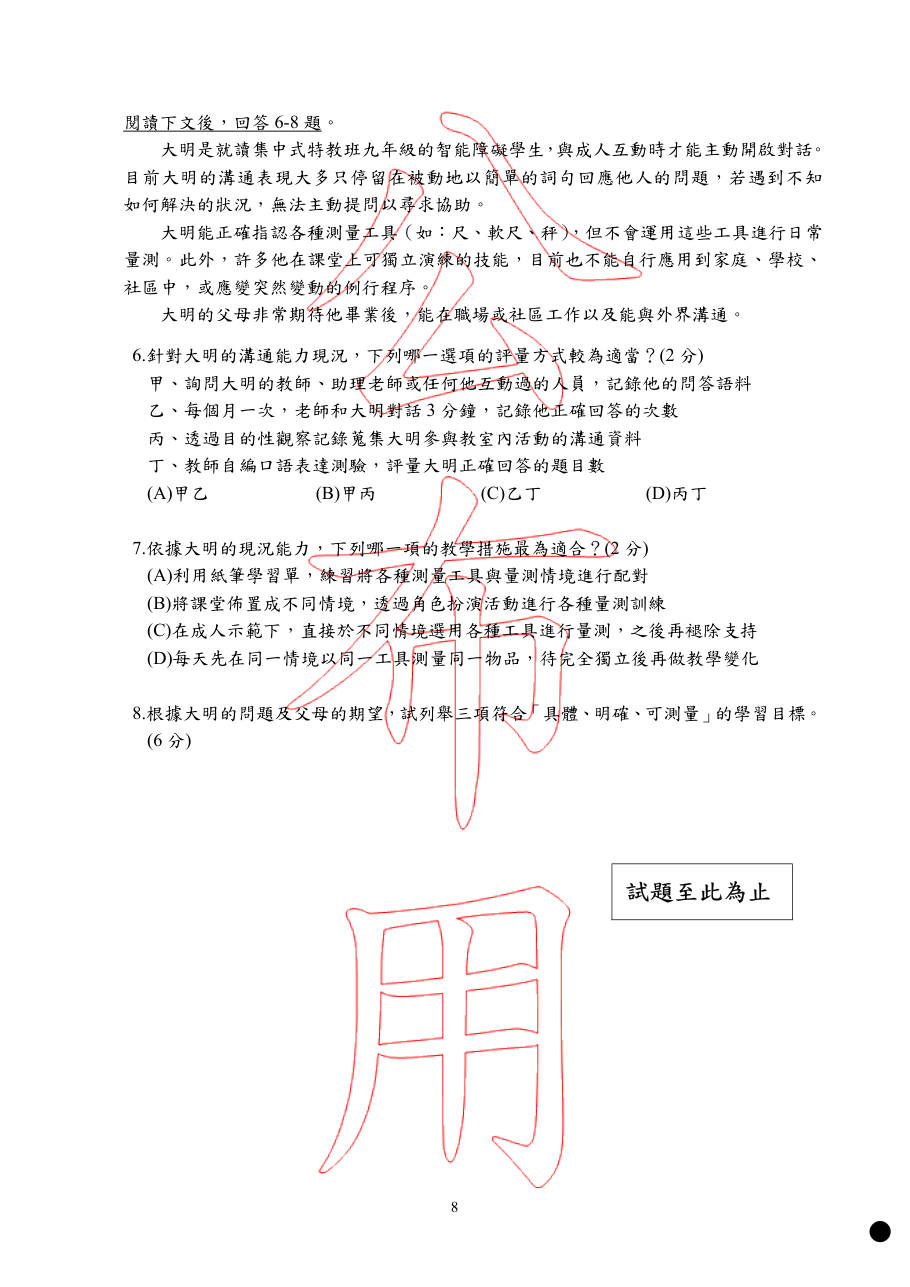 閱讀下文後，回答 6-8 題。
大明是就讀集中式特教班九年級的智能障礙學生，與成人互動時才能主動開啟對話。
目前大明的溝通表現大多只停留在被動地以簡單的詞句回應他人的問題，若遇到不知
如何解決的狀況，無法主動提問以尋求協助。
大明能正確指認各種測量工具（如：尺、軟尺、秤），但不會運用這些工具進行日常
量測。此外，許多他在課堂上可獨立演練的技能，目前也不能自行應用到家庭、學校、
社區中，或應變突然變動的例行程序。
大明的父母非常期待他畢業後，能在職場或社區工作以及能與外界溝通。
6.針對大明的溝通能力現況，下列哪一選項的評量方式較為適當？(2 分)
甲、詢問大明的教師、助理老師或任何他互動過的人員，記錄他的問答語料
乙、每個月一次，老師和大明對話 3 分鐘，記錄他正確回答的次數
丙、透過目的性觀察記錄蒐集大明參與教室內活動的溝通資料
丁、教師自編口語表達測驗，評量大明正確回答的題目數
(A)甲乙 (B)甲丙 (C)乙丁 (D)丙丁
7.依據大明的現況能力，下列哪一項的教學措施最為適合？(2 分)
(A)利用紙筆學習單，練習將各種測量工具與量測情境進行配對
(B)將課堂佈置成不同情境，透過角色扮演活動進行各種量測訓練
(C)在成人示範下，直接於不同情境選用各種工具進行量測，之後再褪除支持
(D)每天先在同一情境以同一工具測量同一物品，待完全獨立後再做教學變化
8.根據大明的問題及父母的期望，試列舉三項符合「具體、明確、可測量」的學習目標。
(6 分)
試題至此為止
公布用
8